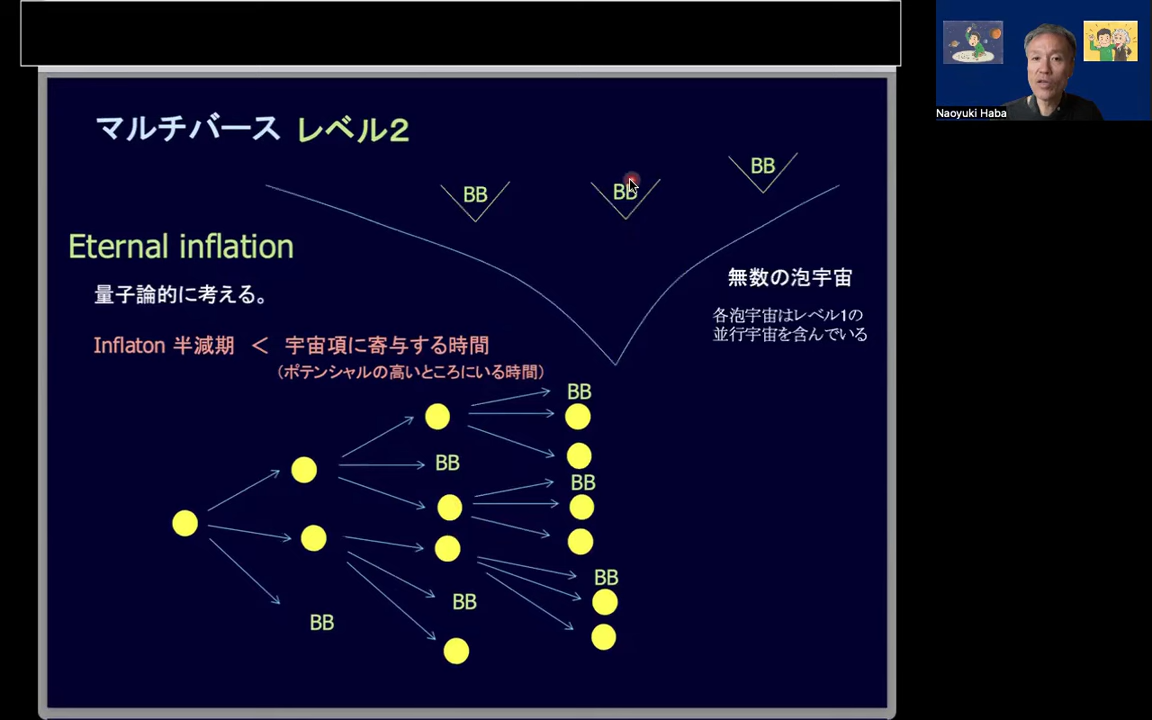 マルチバース レベル２
BB
BB
BB
Eternal inflation
量子論的に考える。
無数の泡宇宙
各泡宇宙はレベル1の
並行宇宙を含んでいる
Inflaton 半減期 ＜ 宇宙項に寄与する時間
（ポテンシャルの高いところにいる時間）
BB
BB
BB
BB
BB
BB
Naoyuki Haba